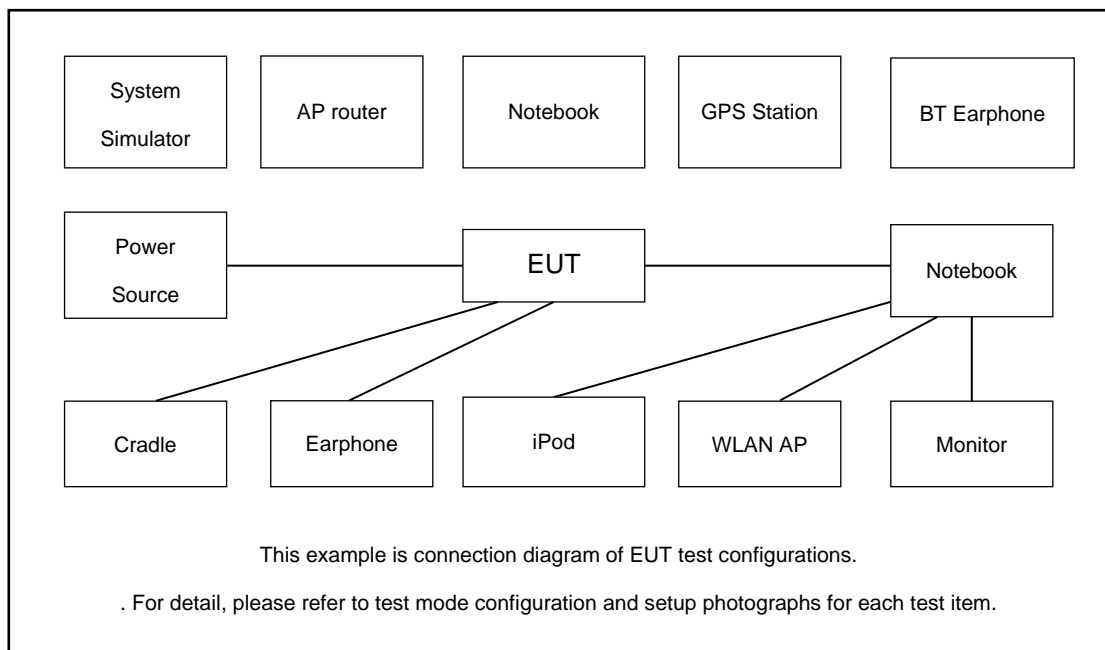 System
Simulator
AP router
Notebook
GPS Station
BT Earphone
Power
Source
EUT
Notebook
Cradle
Earphone
iPod
WLAN AP
Monitor
This example is connection diagram of EUT test configurations.
. For detail, please refer to test mode configuration and setup photographs for each test item.